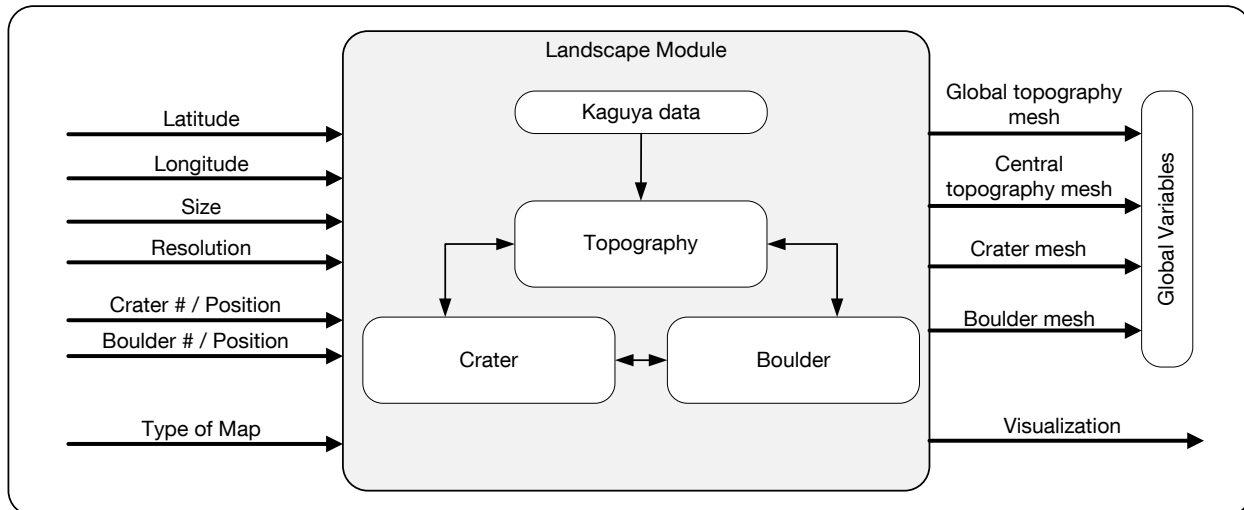 Landscape Module
Kaguya data
Topography
Crater
Boulder
Latitude
Longitude
Size
Resolution
Crater # / Position
Boulder # / Position
Type of Map
Global topography
mesh
Central
topography mesh
Crater mesh
Boulder mesh
Visualization
Global Variables